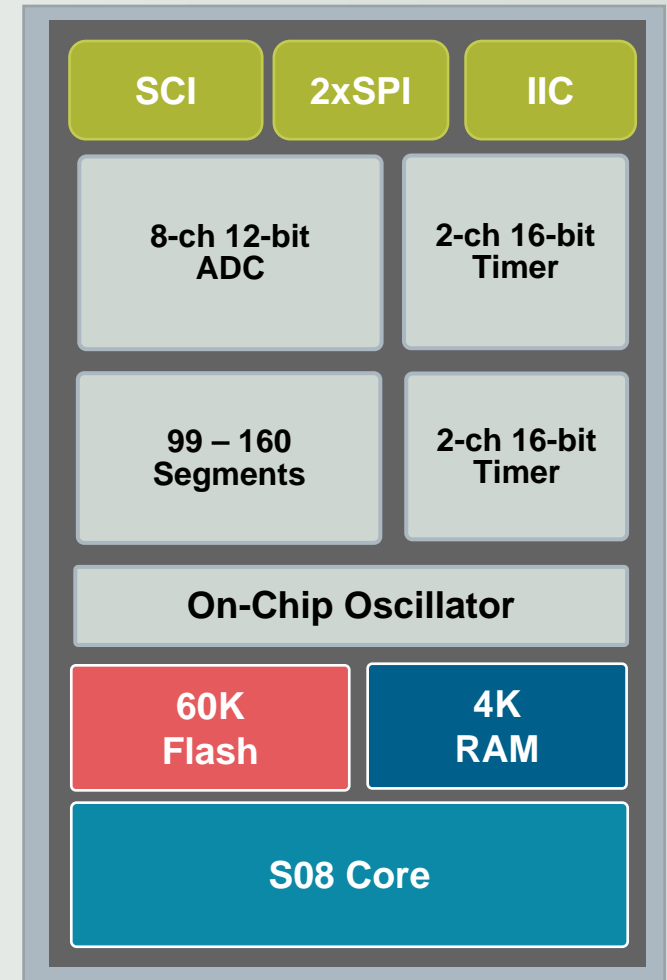 SCI
2xSPI
IIC
8-ch 12-bit
ADC
2-ch 16-bit
Timer
99 – 160
Segments
2-ch 16-bit
Timer
On-Chip Oscillator
60K
Flash
4K
RAM
S08 Core